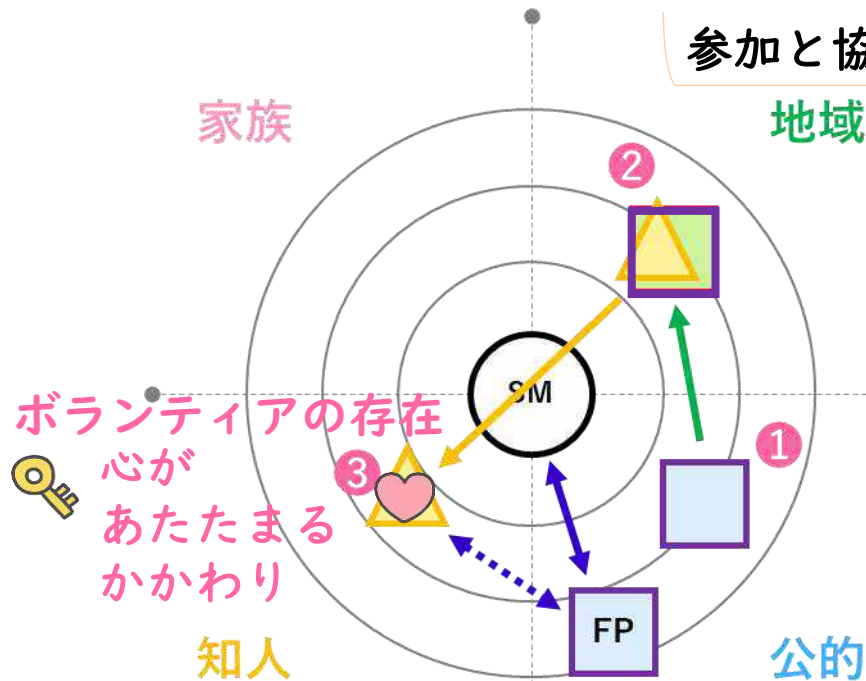 参加と協
家族
地域
②
SM
ボランティアの存在
①
心が
③
あたたまる
かかわり
FP
知人
公的